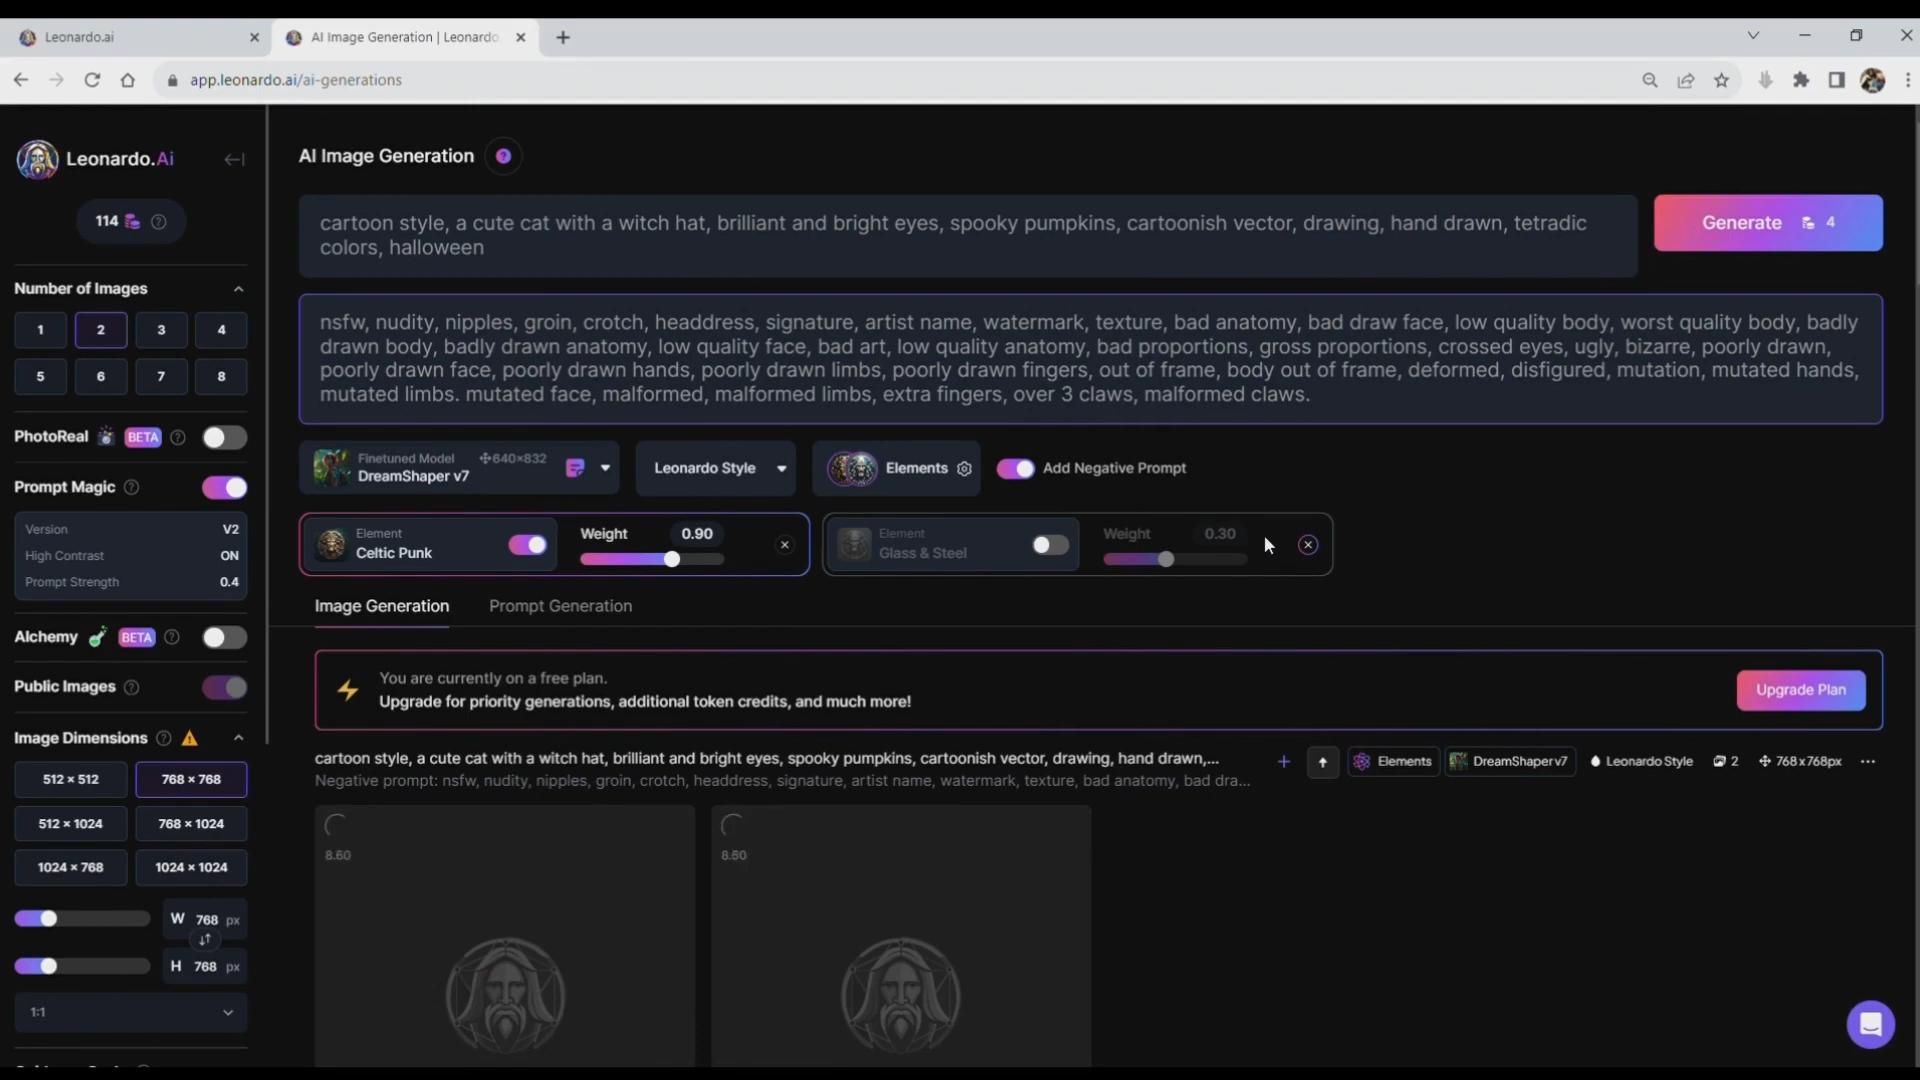 Leonardo.ai
AI Image Generation | Leonardo.
app.leonardo.ai/ai-generations
Leonardo.Ai
114
Number of Images
1 2 3 4
5 6 7 8
PhotoReal BETA
Prompt Magic
Version V2
High Contrast ON
Prompt Strength 0.4
Alchemy BETA
Public Images
Image Dimensions
512 × 512 768 × 768
512 × 1024 768 × 1024
1024 × 768 1024 × 1024
W 768 px
H 768 px
1:1
AI Image Generation ?
cartoon style, a cute cat with a witch hat, brilliant and bright eyes, spooky pumpkins, cartoonish vector, drawing, hand drawn, tetradic
colors, halloween
Generate 4
nsfw, nudity, nipples, groin, crotch, headdress, signature, artist name, watermark, texture, bad anatomy, bad draw face, low quality body, worst quality body, badly
drawn body, badly drawn anatomy, low quality face, bad art, low quality anatomy, bad proportions, gross proportions, crossed eyes, ugly, bizarre, poorly drawn,
poorly drawn face, poorly drawn hands, poorly drawn limbs, poorly drawn fingers, out of frame, body out of frame, deformed, disfigured, mutation, mutated hands,
mutated limbs. mutated face, malformed, malformed limbs, extra fingers, over 3 claws, malformed claws.
Finetuned Model 640×832
DreamShaper v7
Leonardo Style
Elements
Add Negative Prompt
Element
Celtic Punk
Weight 0.90
Element
Glass & Steel
Weight 0.30
Image Generation Prompt Generation
You are currently on a free plan.
Upgrade for priority generations, additional token credits, and much more!
Upgrade Plan
cartoon style, a cute cat with a witch hat, brilliant and bright eyes, spooky pumpkins, cartoonish vector, drawing, hand drawn,...
Negative prompt: nsfw, nudity, nipples, groin, crotch, headdress, signature, artist name, watermark, texture, bad anatomy, bad dra...
Elements DreamShaper v7 Leonardo Style 2 768x768px
8.60 8.60